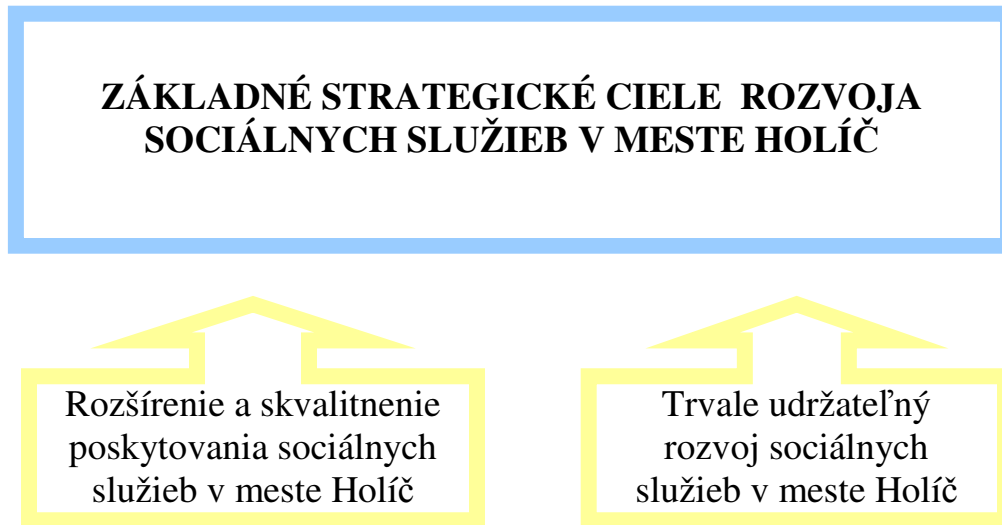 ZÁKLADNÉ STRATEGICKÉ CIELE ROZVOJA
SOCIÁLNYCH SLUŽIEB V MESTE HOLÍČ
Rozšírenie a skvalitnenie
poskytovania sociálnych
služieb v meste Holíč
Trvale udržateľný
rozvoj sociálnych
služieb v meste Holíč